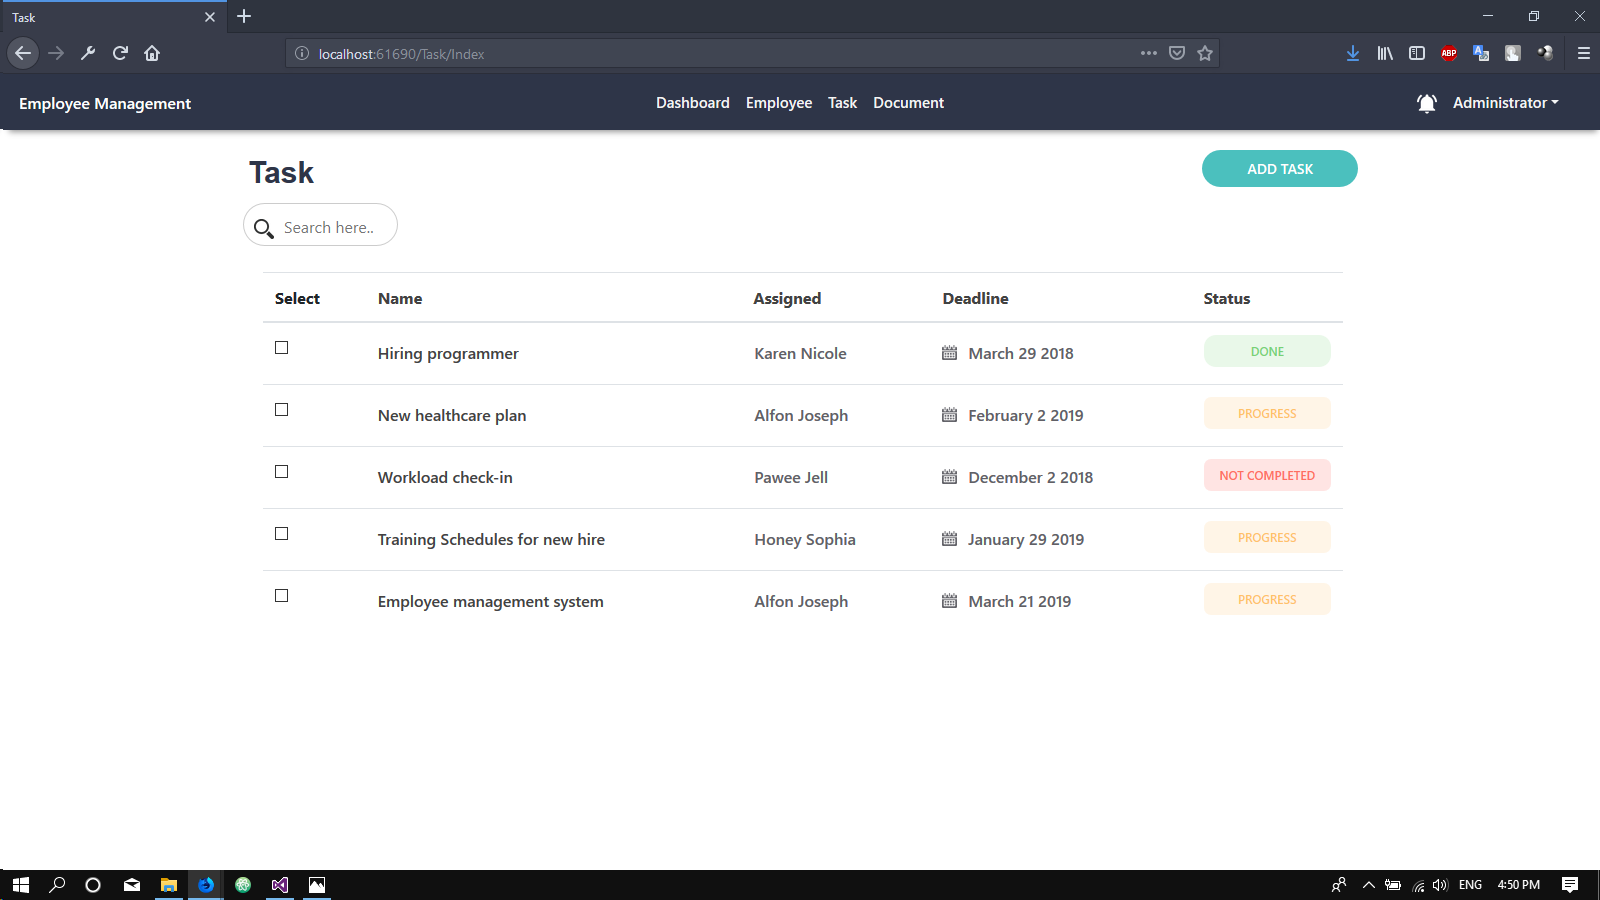 Task
localhost:61690/Task/Index
ABP
Employee Management
Dashboard Employee Task Document
Administrator
Task
ADD TASK
Search here..
Select Name Assigned Deadline Status
Hiring programmer Karen Nicole March 29 2018 DONE
New healthcare plan Alfon Joseph February 2 2019 PROGRESS
Workload check-in Pawee Jell December 2 2018 NOT COMPLETED
Training Schedules for new hire Honey Sophia January 29 2019 PROGRESS
Employee management system Alfon Joseph March 21 2019 PROGRESS
ENG 4:50 PM